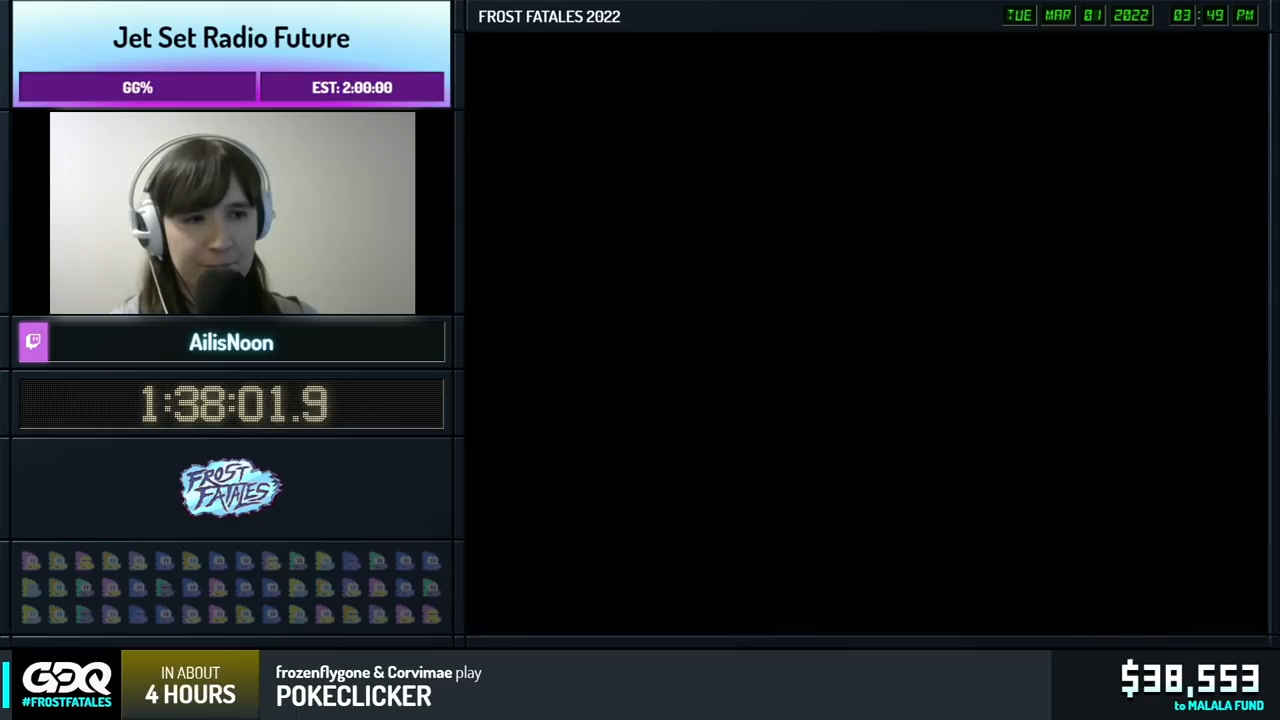 Jet Set Radio Future
GG%
EST: 2:00:00
FROST FATALES 2022
TUE MAR 01 2022 03:49 PM
AilisNoon
1:38:01.9
FROST
FATALES
GDQ
#FROSTFATALES
IN ABOUT
4 HOURS
frozenflygone & Corvimae play
POKECLICKER
$38,553
to MALALA FUND